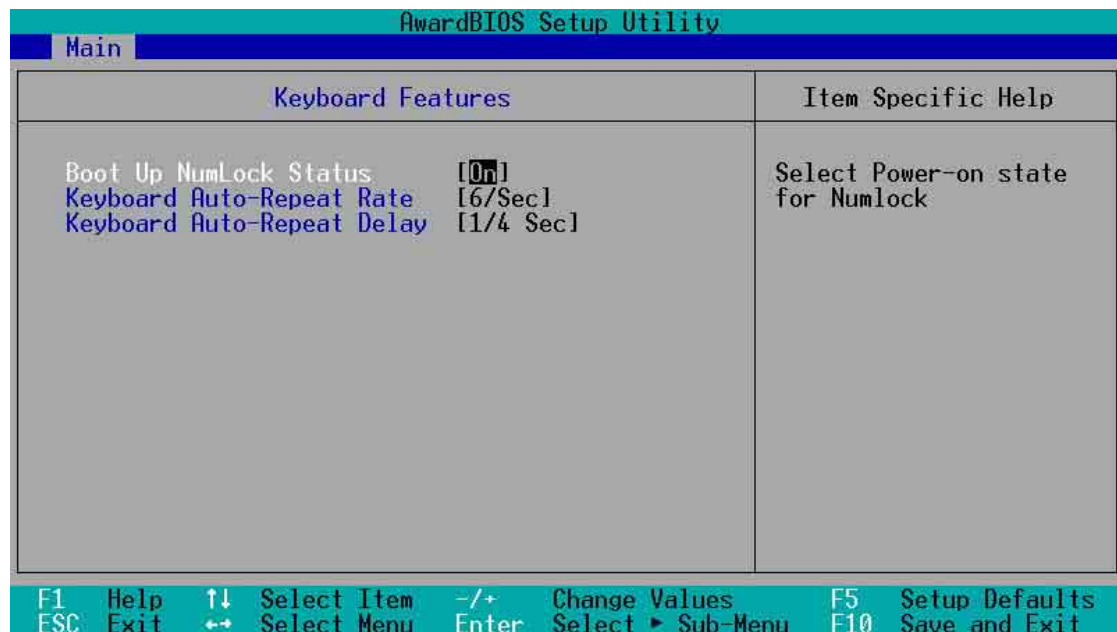 AwardBIOS Setup Utility
Main
Keyboard Features
Item Specific Help
Boot Up NumLock Status [On]
Keyboard Auto-Repeat Rate [6/Sec]
Keyboard Auto-Repeat Delay [1/4 Sec]
Select Power-on state
for Numlock
F1 Help ↑↓ Select Item -/+ Change Values F5 Setup Defaults
ESC Exit ←→ Select Menu Enter Select ► Sub-Menu F10 Save and Exit